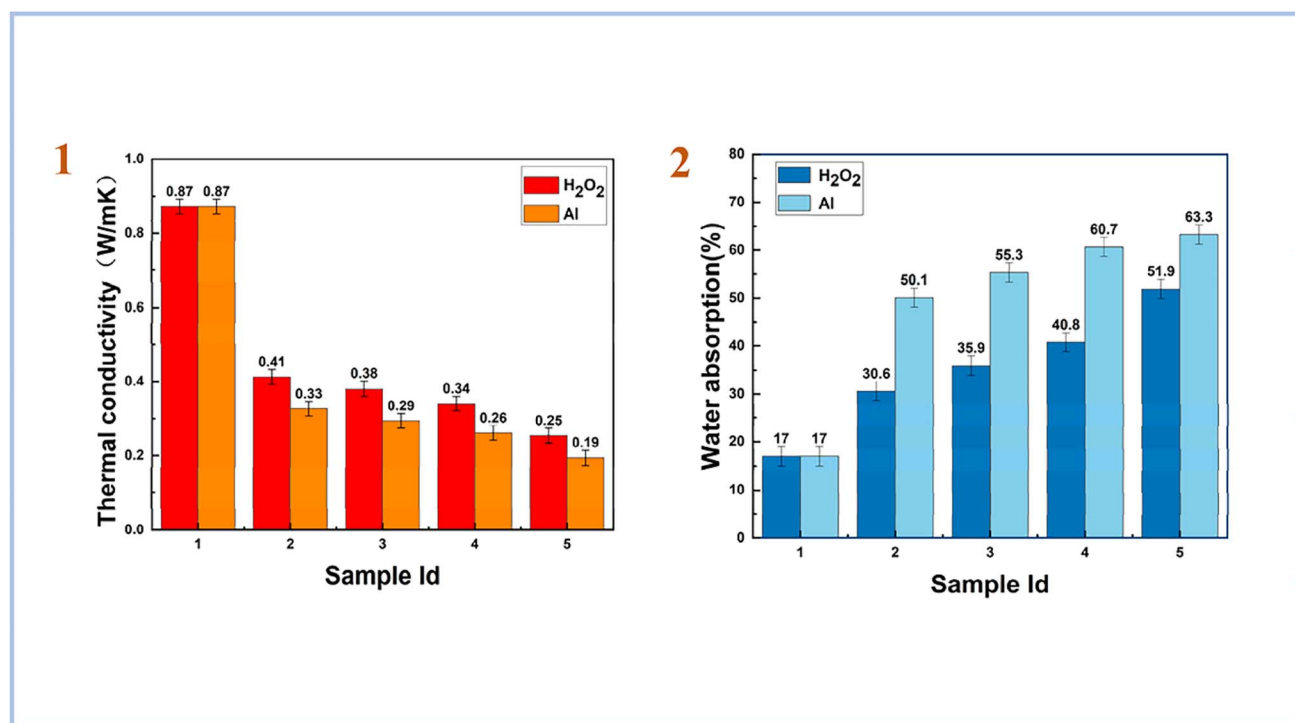 1
Thermal conductivity（W/mK）
1.0
0.8
0.6
0.4
0.2
0.0
0.87 0.87
0.41 0.33
0.38 0.29
0.34 0.26
0.25 0.19
H₂O₂
Al
1 2 3 4 5
Sample Id
2
Water absorption(%)
80
70
60
50
40
30
20
10
0
17 17
30.6 50.1
35.9 55.3
40.8 60.7
51.9 63.3
H₂O₂
Al
1 2 3 4 5
Sample Id